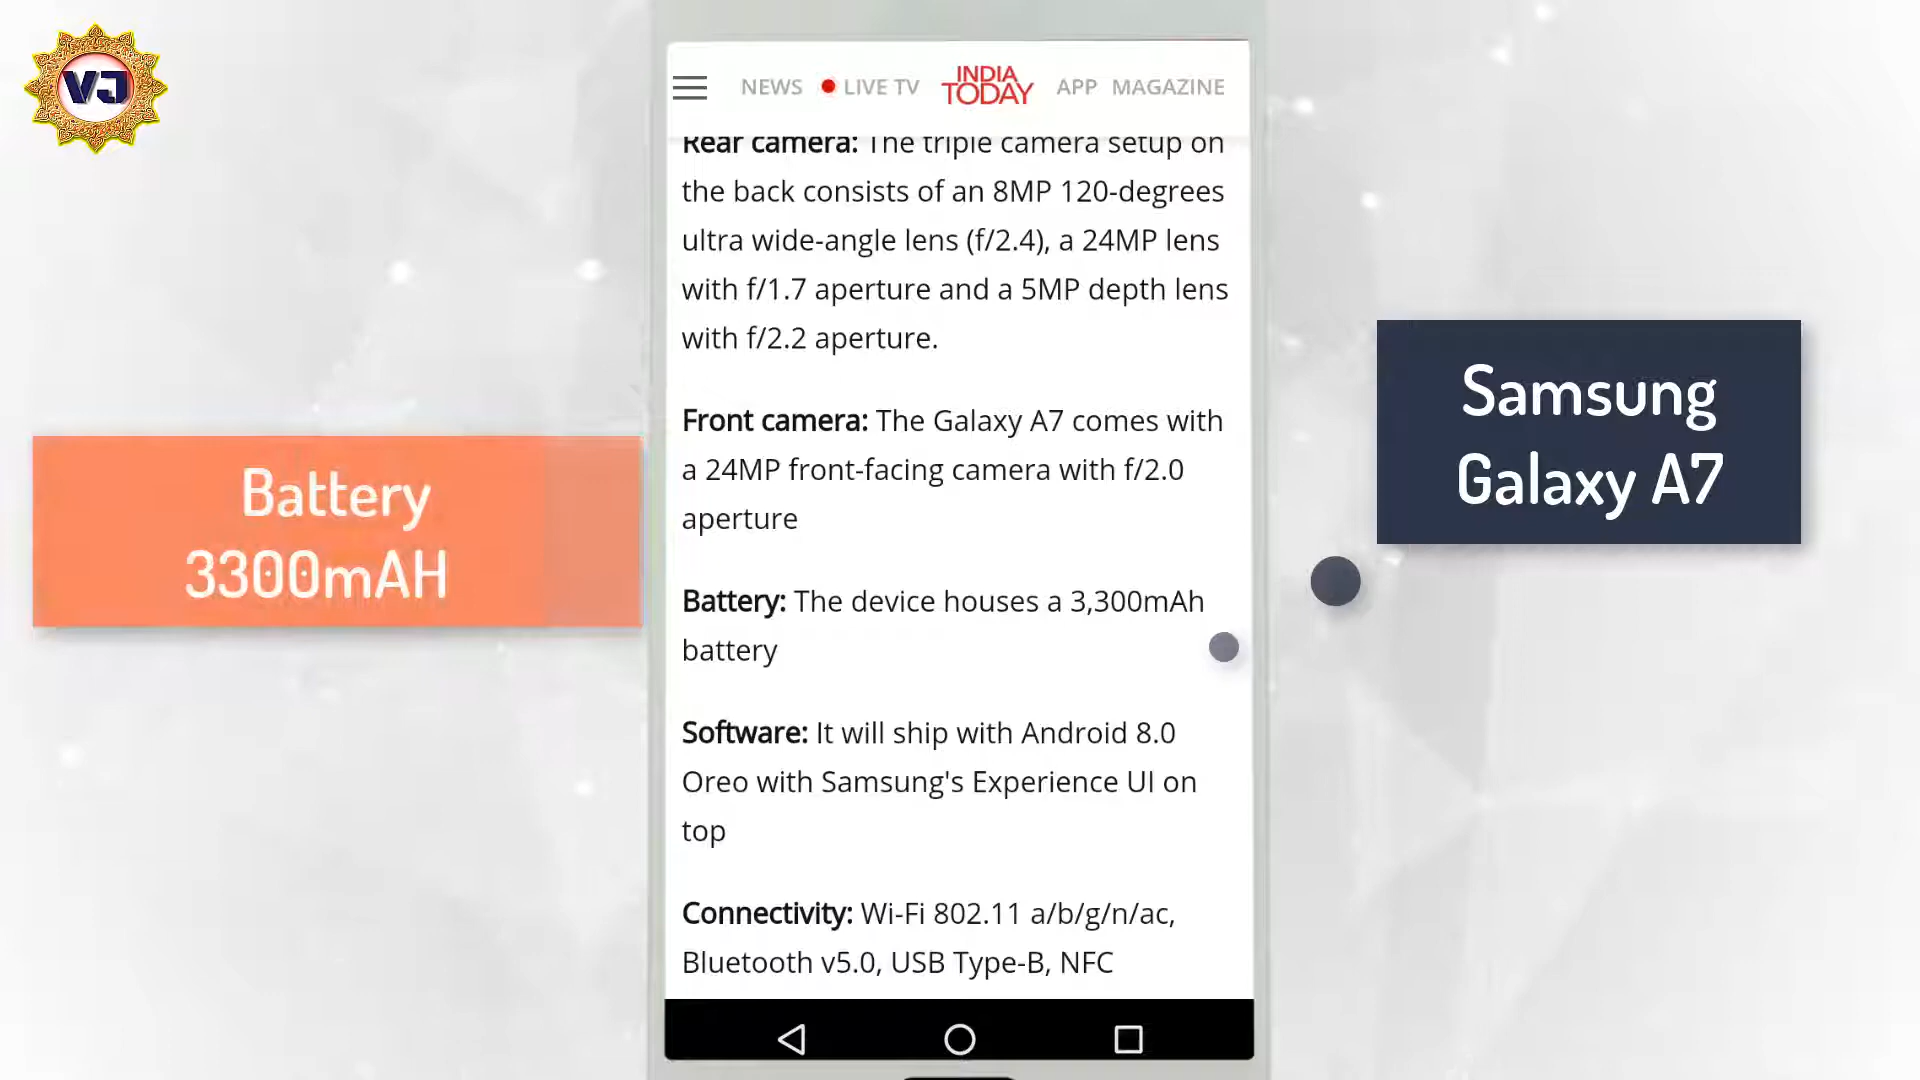 VJ
NEWS LIVE TV INDIA TODAY APP MAGAZINE
Rear camera: The triple camera setup on
the back consists of an 8MP 120-degrees
ultra wide-angle lens (f/2.4), a 24MP lens
with f/1.7 aperture and a 5MP depth lens
with f/2.2 aperture.
Front camera: The Galaxy A7 comes with
a 24MP front-facing camera with f/2.0
aperture
Battery: The device houses a 3,300mAh
battery
Software: It will ship with Android 8.0
Oreo with Samsung's Experience UI on
top
Connectivity: Wi-Fi 802.11 a/b/g/n/ac,
Bluetooth v5.0, USB Type-B, NFC
Battery
3300mAH
Samsung
Galaxy A7